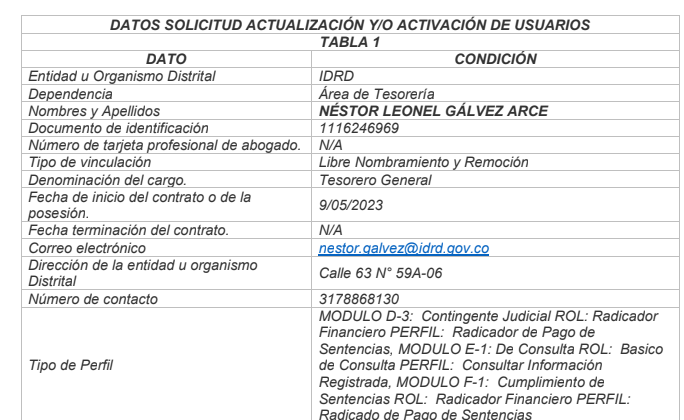 DATOS SOLICITUD ACTUALIZACIÓN Y/O ACTIVACIÓN DE USUARIOS
TABLA 1
DATO CONDICIÓN
Entidad u Organismo Distrital IDRD
Dependencia Área de Tesorería
Nombres y Apellidos NÉSTOR LEONEL GÁLVEZ ARCE
Documento de identificación 1116246969
Número de tarjeta profesional de abogado. N/A
Tipo de vinculación Libre Nombramiento y Remoción
Denominación del cargo. Tesorero General
Fecha de inicio del contrato o de la
posesión.
9/05/2023
Fecha terminación del contrato. N/A
Correo electrónico nestor.galvez@idrd.gov.co
Dirección de la entidad u organismo
Distrital
Calle 63 N° 59A-06
Número de contacto 3178868130
Tipo de Perfil
MODULO D-3: Contingente Judicial ROL: Radicador
Financiero PERFIL: Radicador de Pago de
Sentencias, MODULO E-1: De Consulta ROL: Basico
de Consulta PERFIL: Consultar Información
Registrada, MODULO F-1: Cumplimiento de
Sentencias ROL: Radicador Financiero PERFIL:
Radicado de Pago de Sentencias